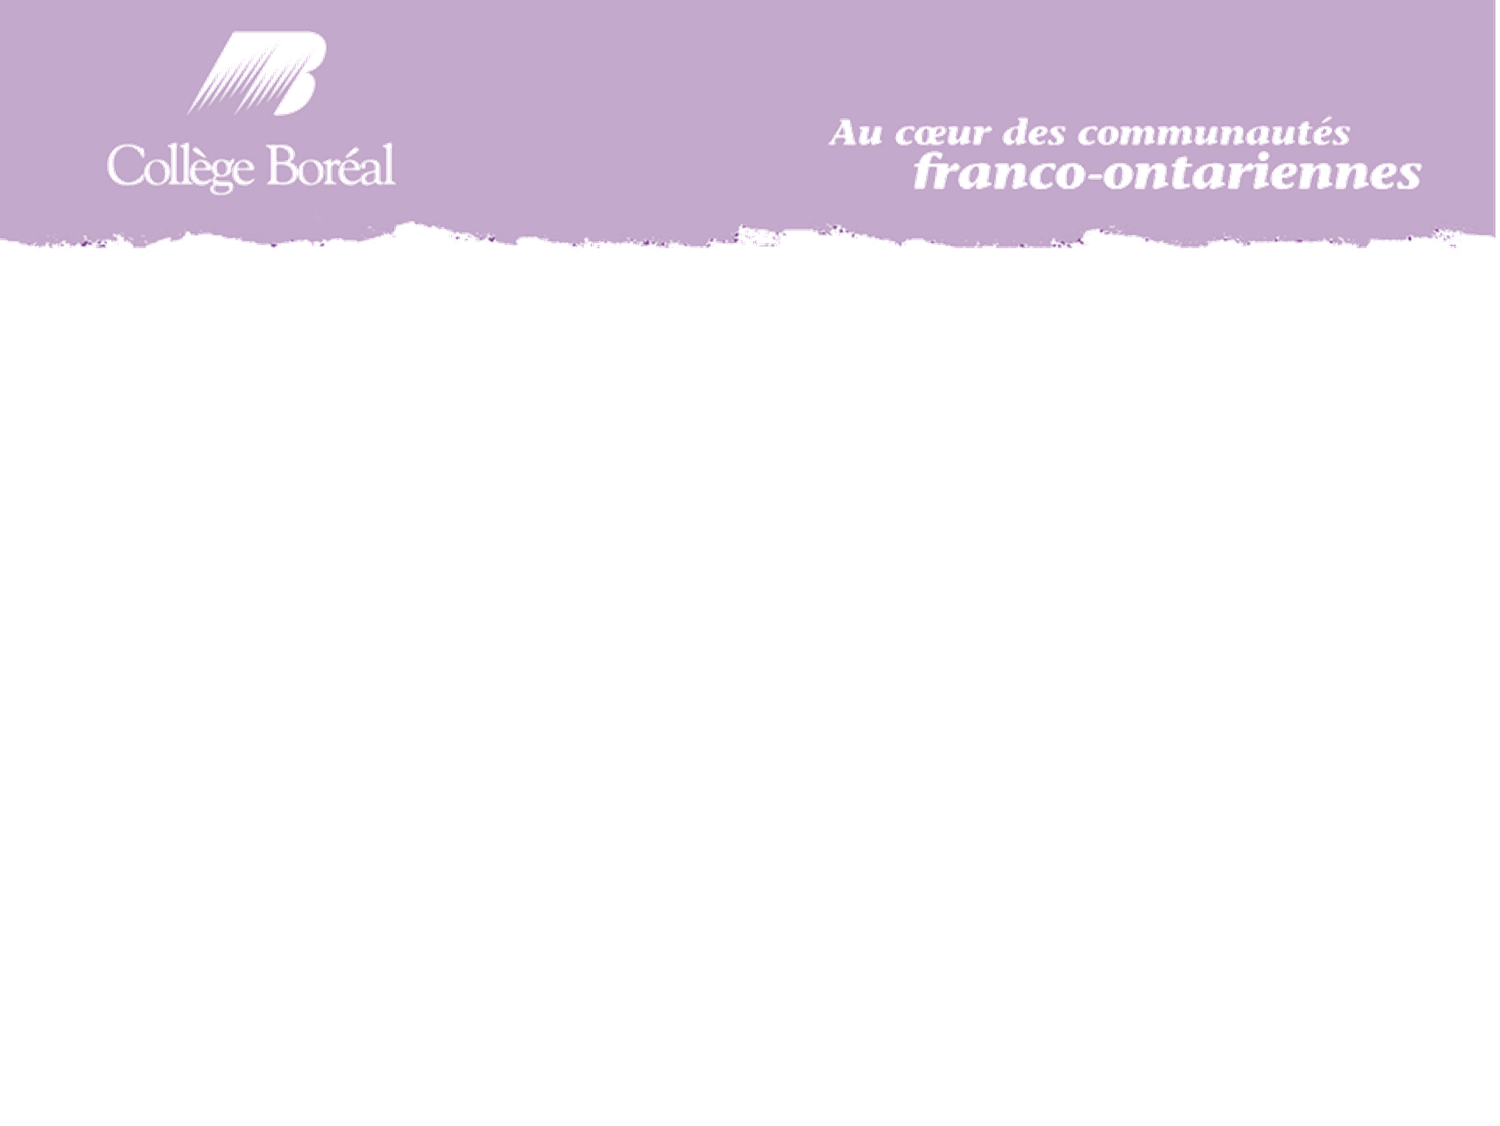 Collège Boréal
Au cœur des communautés
franco-ontariennes